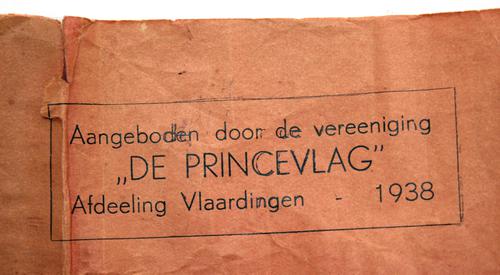 Aangeboden door de vereeniging
„DE PRINCEVLAG”
Afdeeling Vlaardingen - 1938